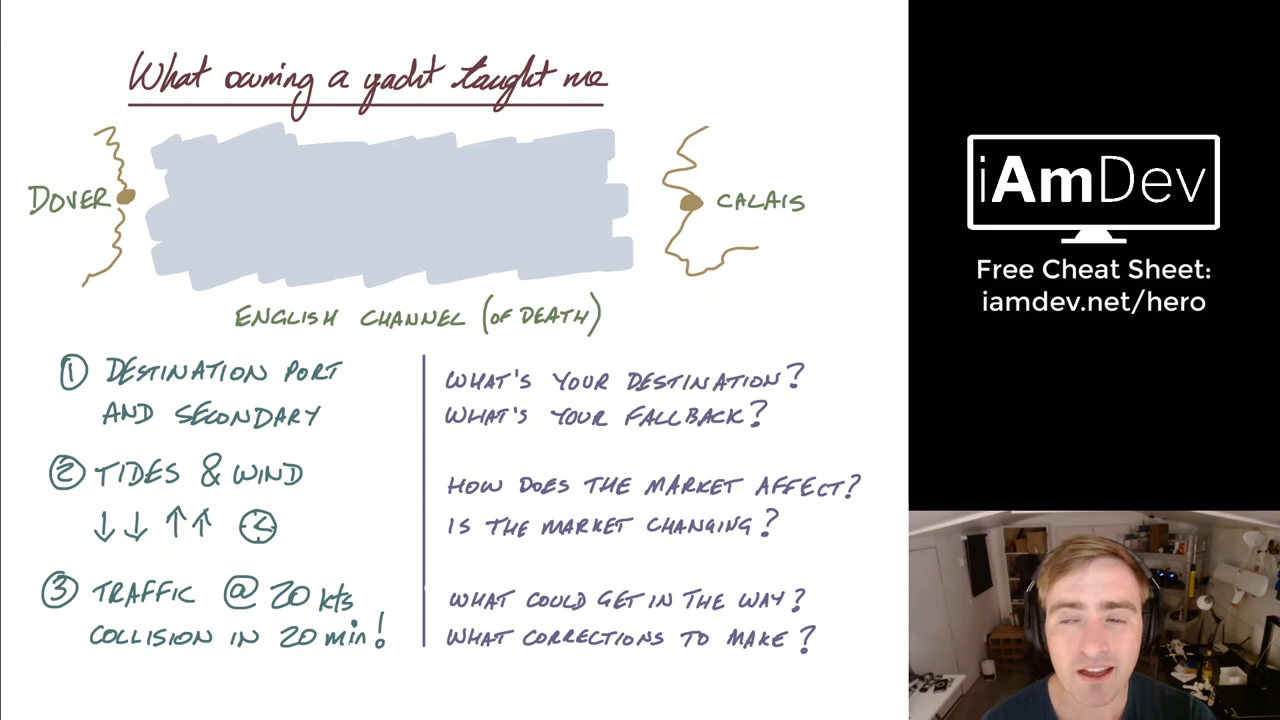 What owning a yacht taught me
DOVER
CALAIS
ENGLISH CHANNEL (OF DEATH)
① DESTINATION PORT
AND SECONDARY
② TIDES & WIND
↓ ↓ ↑ ↑
③ TRAFFIC @ 20 kts
COLLISION IN 20 min!
WHAT'S YOUR DESTINATION?
WHAT'S YOUR FALLBACK?
HOW DOES THE MARKET AFFECT?
IS THE MARKET CHANGING?
WHAT COULD GET IN THE WAY?
WHAT CORRECTIONS TO MAKE?
iAmDev
Free Cheat Sheet:
iamdev.net/hero